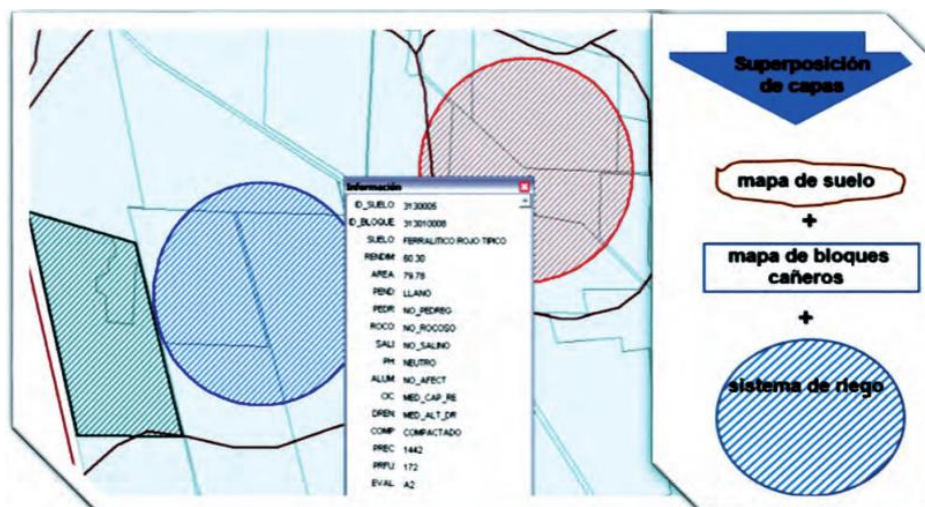 Información
ID_SUELO 3130005
ID_BLOQUE 313010008
SUELO FERRALITICO ROJO TIPICO
RENDIM 60.30
AREA 79.78
PEND LLANO
PEDR NO_PEDREG
ROCO NO_ROCOSO
SALI NO_SALINO
PH NEUTRO
ALUM NO_AFECT
CIC MED_CAP_RE
DREN MED_ALT_DR
COMP COMPACTADO
PREC 1442
PRFU 172
EVAL A2
Superposición
de capas
mapa de suelo
+
mapa de bloques
cañeros
+
sistema de riego